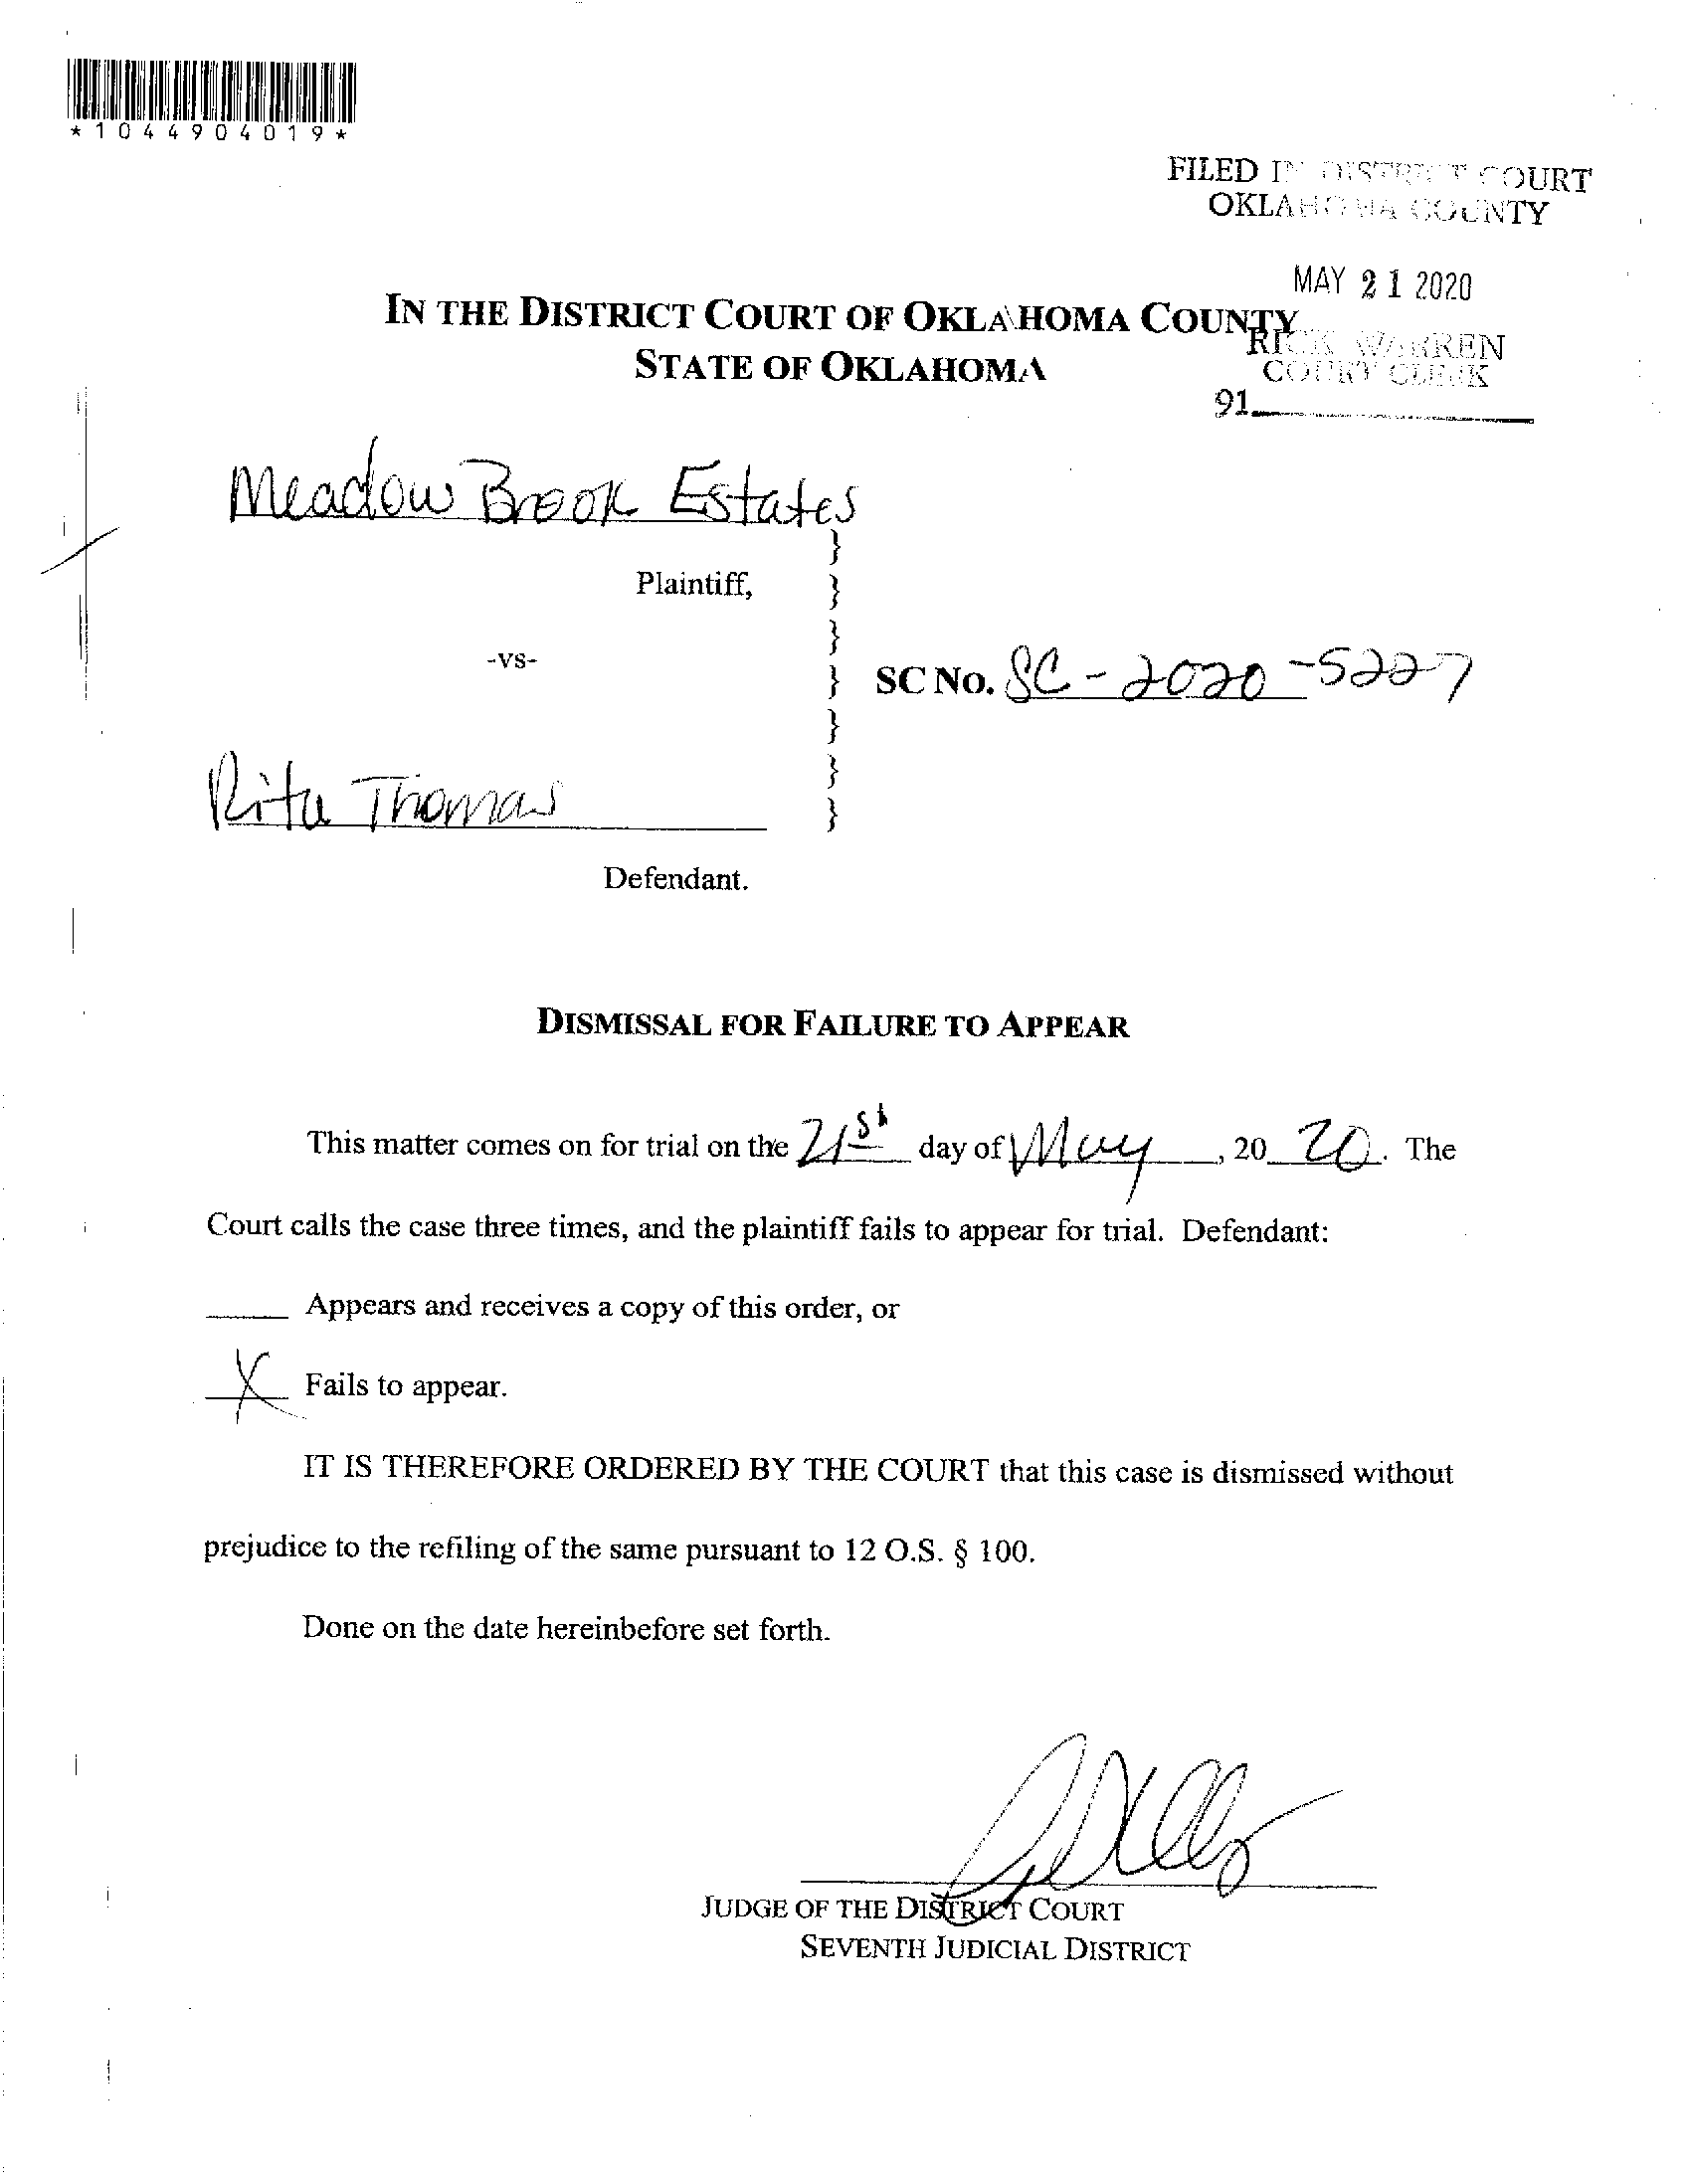 *1044904019*
FILED IN DISTRICT COURT
OKLAHOMA COUNTY
MAY 21 2020
IN THE DISTRICT COURT OF OKLAHOMA COUNTY
RICK WARREN
STATE OF OKLAHOMA
COURT CLERK
91
Meadow Brook Estates
}
Plaintiff, }
}
-vs-
} SC NO. SC-2020-5227
}
}
Rita Thomas }
Defendant.
DISMISSAL FOR FAILURE TO APPEAR
This matter comes on for trial on the 21st day of May, 20 20. The
Court calls the case three times, and the plaintiff fails to appear for trial. Defendant:
____ Appears and receives a copy of this order, or
X Fails to appear.
IT IS THEREFORE ORDERED BY THE COURT that this case is dismissed without
prejudice to the refiling of the same pursuant to 12 O.S. § 100.
Done on the date hereinbefore set forth.
JUDGE OF THE DISTRICT COURT
SEVENTH JUDICIAL DISTRICT